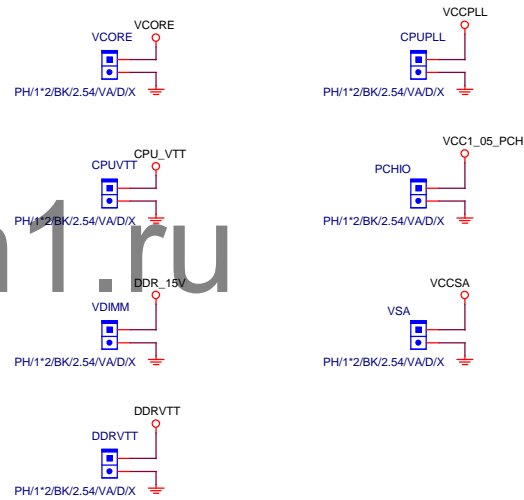 VCORE
VCORE
PH/1*2/BK/2.54/VA/D/X
VCCPLL
CPUPLL
PH/1*2/BK/2.54/VA/D/X
CPU_VTT
CPUVTT
PH/1*2/BK/2.54/VA/D/X
VCC1_05_PCH
PCHIO
PH/1*2/BK/2.54/VA/D/X
1.ru
DDR_15V
VDIMM
PH/1*2/BK/2.54/VA/D/X
VCCSA
VSA
PH/1*2/BK/2.54/VA/D/X
DDRVTT
DDRVTT
PH/1*2/BK/2.54/VA/D/X